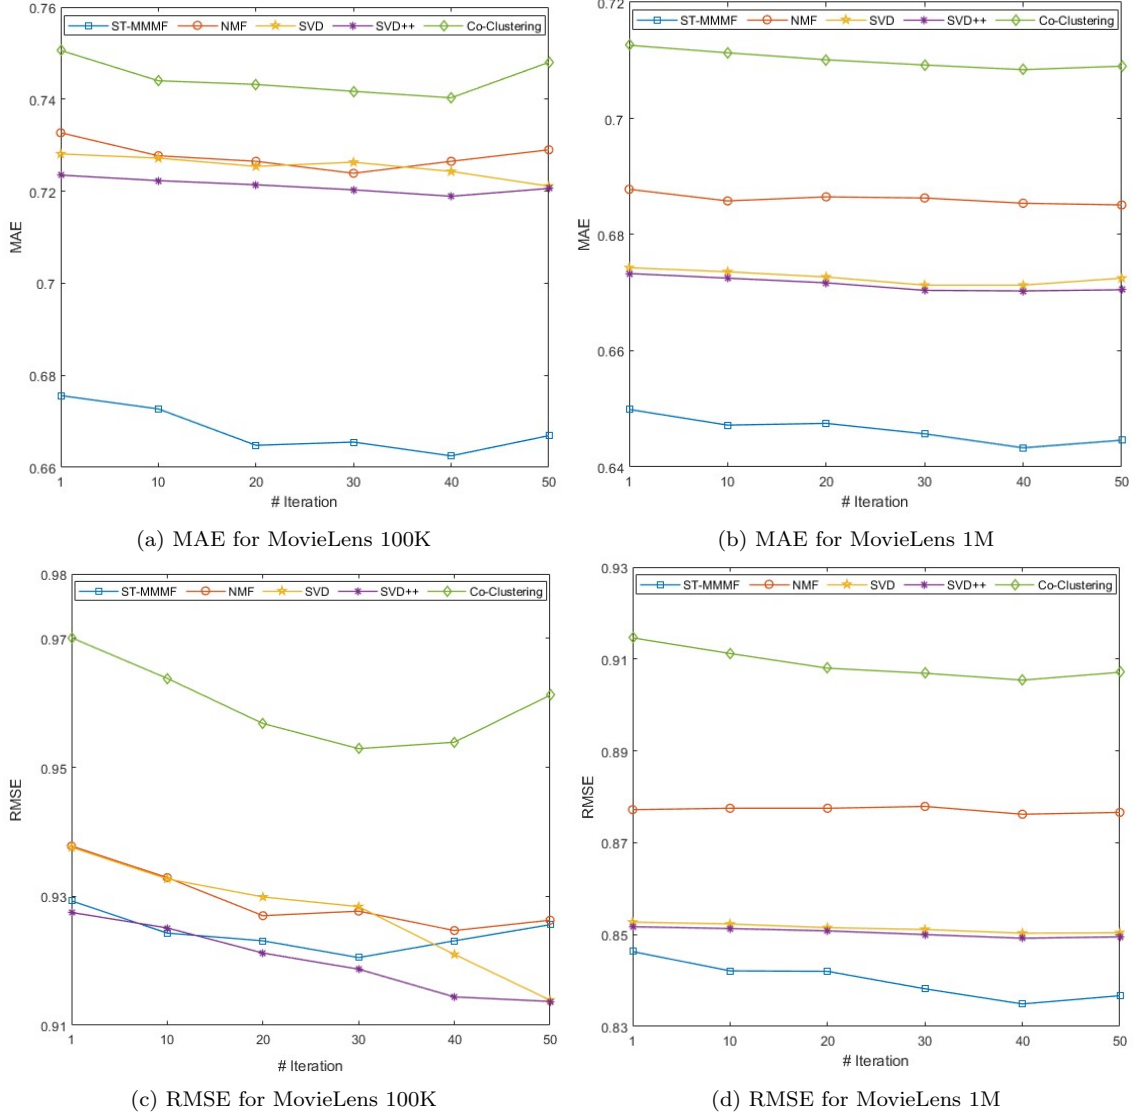 0.76
ST-MMMF NMF SVD SVD++ Co-Clustering
0.74
0.72
0.7
0.68
0.66
MAE
1 10 20 30 40 50
# Iteration
(a) MAE for MovieLens 100K
0.72
ST-MMMF NMF SVD SVD++ Co-Clustering
0.7
0.68
0.66
0.64
MAE
1 10 20 30 40 50
# Iteration
(b) MAE for MovieLens 1M
0.98
ST-MMMF NMF SVD SVD++ Co-Clustering
0.97
0.95
0.93
0.91
RMSE
1 10 20 30 40 50
# Iteration
(c) RMSE for MovieLens 100K
0.93
ST-MMMF NMF SVD SVD++ Co-Clustering
0.91
0.89
0.87
0.85
0.83
RMSE
1 10 20 30 40 50
# Iteration
(d) RMSE for MovieLens 1M